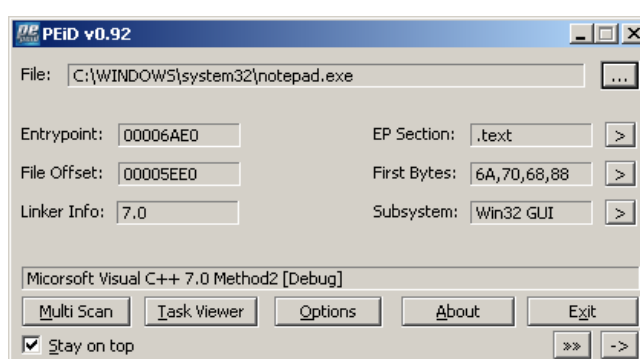 PEiD v0.92
File: C:\WINDOWS\system32\notepad.exe ...
Entrypoint: 00006AE0 EP Section: .text >
File Offset: 00005EE0 First Bytes: 6A,70,68,88 >
Linker Info: 7.0 Subsystem: Win32 GUI >
Micorsoft Visual C++ 7.0 Method2 [Debug]
Multi Scan Task Viewer Options About Exit
Stay on top »» ->